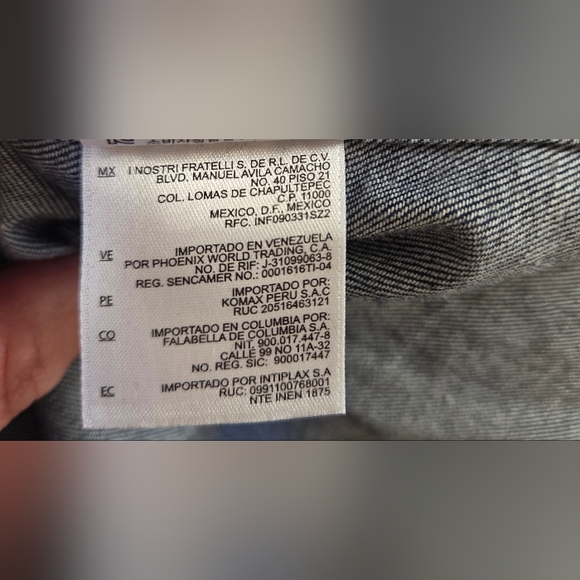 MX I NOSTRI FRATELLI S. DE R.L. DE C.V.
BLVD. MANUEL AVILA CAMACHO
NO. 40 PISO 21
COL. LOMAS DE CHAPULTEPEC
C.P. 11000
MEXICO, D.F. MEXICO
RFC. INF090331SZ2
VE IMPORTADO EN VENEZUELA
POR PHOENIX WORLD TRADING, C.A.
NO. DE RIF: J-31099063-8
REG. SENCAMER NO.: 0001616TI-04
PE IMPORTADO POR:
KOMAX PERU S.A.C
RUC 20516463121
CO IMPORTADO EN COLUMBIA POR:
FALABELLA DE COLUMBIA S.A.
NIT. 900.017.447-8
CALLE 99 NO 11A-32
NO. REG. SIC: 900017447
EC IMPORTADO POR INTIPLAX S.A
RUC: 0991100768001
NTE INEN 1875